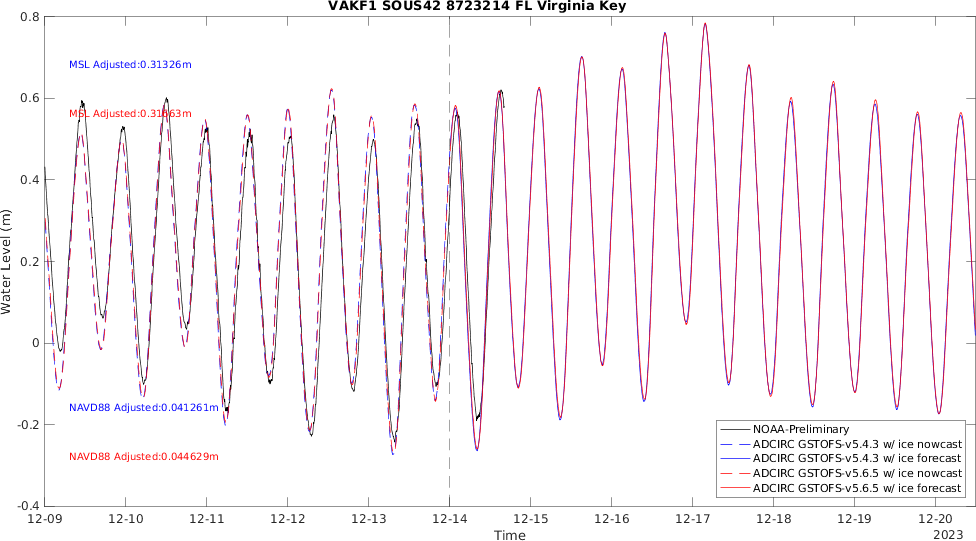 VAKF1 SOUS42 8723214 FL Virginia Key
0.8
0.6
0.4
0.2
0
-0.2
-0.4
Water Level (m)
MSL Adjusted:0.31326m
MSL Adjusted:0.31663m
NAVD88 Adjusted:0.041261m
NAVD88 Adjusted:0.044629m
NOAA-Preliminary
ADCIRC GSTOFS-v5.4.3 w/ ice nowcast
ADCIRC GSTOFS-v5.4.3 w/ ice forecast
ADCIRC GSTOFS-v5.6.5 w/ ice nowcast
ADCIRC GSTOFS-v5.6.5 w/ ice forecast
12-09 12-10 12-11 12-12 12-13 12-14 12-15 12-16 12-17 12-18 12-19 12-20
Time
2023